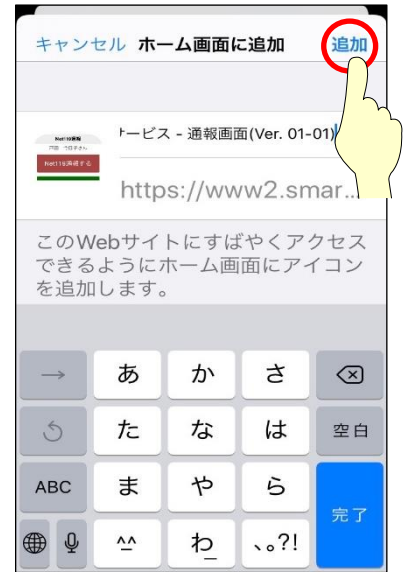 キャンセル ホーム画面に追加 追加
Net119通報
Net119通報する
ナービス - 通報画面(Ver. 01-01)
https://www2.smar...
このWebサイトにすばやくアクセス
できるようにホーム画面にアイコン
を追加します。
→ あ か さ
た な は 空白
ABC ま や ら
完了
^^ わ_ 、。?!